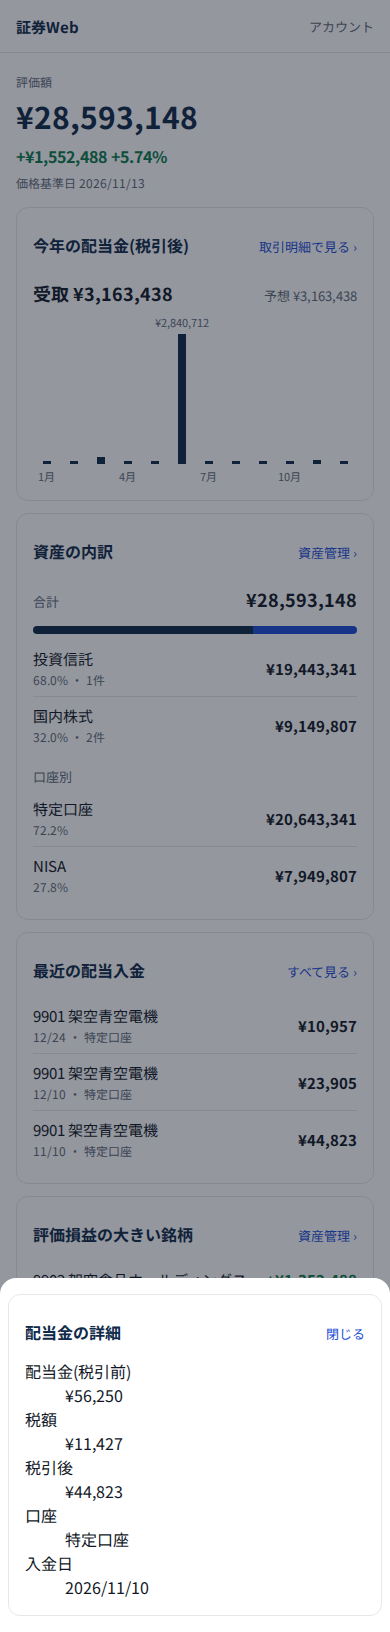 証券Web
アカウント
評価額
¥28,593,148
+¥1,552,488 +5.74%
価格基準日 2026/11/13
今年の配当金(税引後)
取引明細で見る ›
受取 ¥3,163,438
予想 ¥3,163,438
¥2,840,712
1月 4月 7月 10月
資産の内訳
資産管理 ›
合計
¥28,593,148
投資信託
¥19,443,341
68.0% ・ 1件
国内株式
¥9,149,807
32.0% ・ 2件
口座別
特定口座
¥20,643,341
72.2%
NISA
¥7,949,807
27.8%
最近の配当入金
すべて見る ›
9901 架空青空電機
¥10,957
12/24 ・ 特定口座
9901 架空青空電機
¥23,905
12/10 ・ 特定口座
9901 架空青空電機
¥44,823
11/10 ・ 特定口座
評価損益の大きい銘柄
資産管理 ›
配当金の詳細
閉じる
配当金(税引前)
¥56,250
税額
¥11,427
税引後
¥44,823
口座
特定口座
入金日
2026/11/10